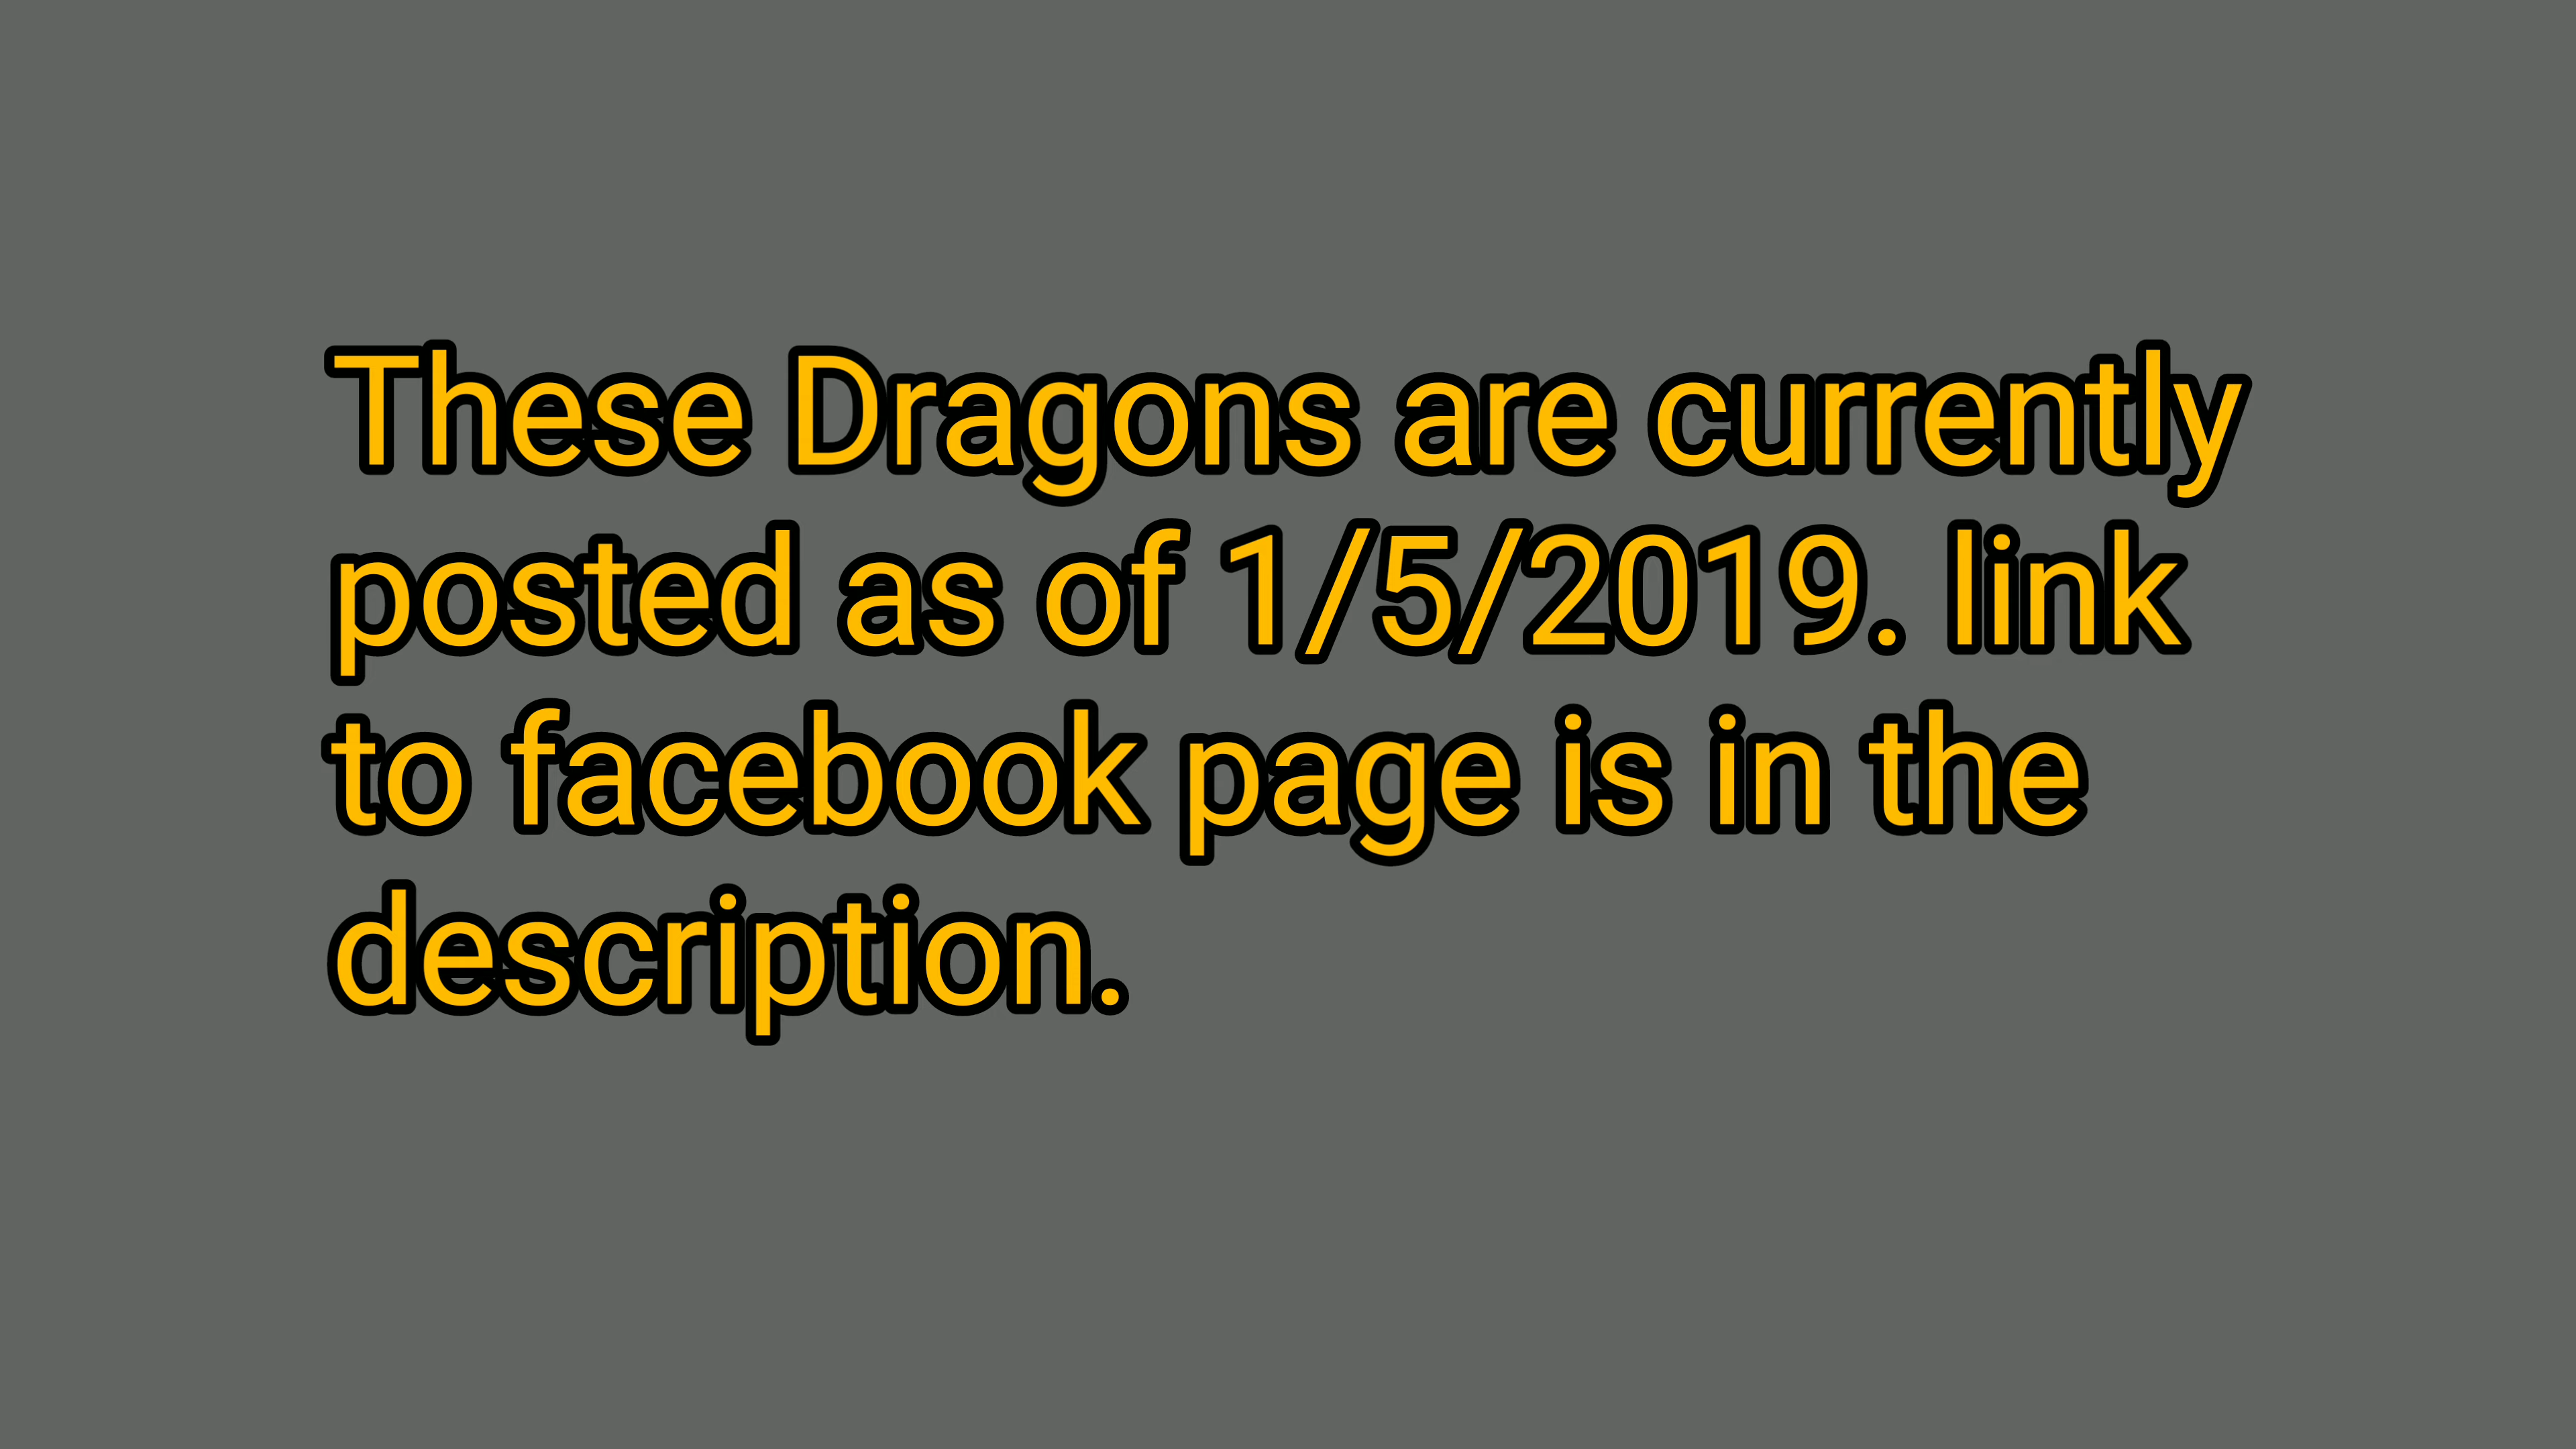 These Dragons are currently
posted as of 1/5/2019. link
to facebook page is in the
description.